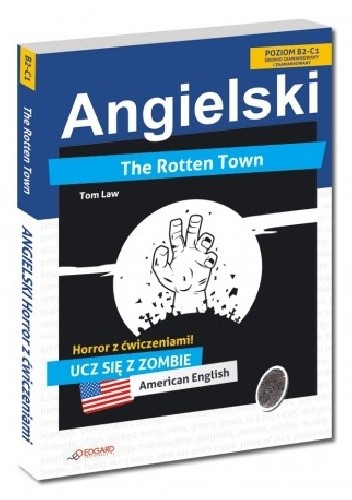 B2-C1
The Rotten Town
ANGIELSKI Horror z ćwiczeniami
EDGARD
POZIOM B2-C1
Angielski
The Rotten Town
Tom Law
Horror z ćwiczeniami!
UCZ SIĘ Z ZOMBIE
American English